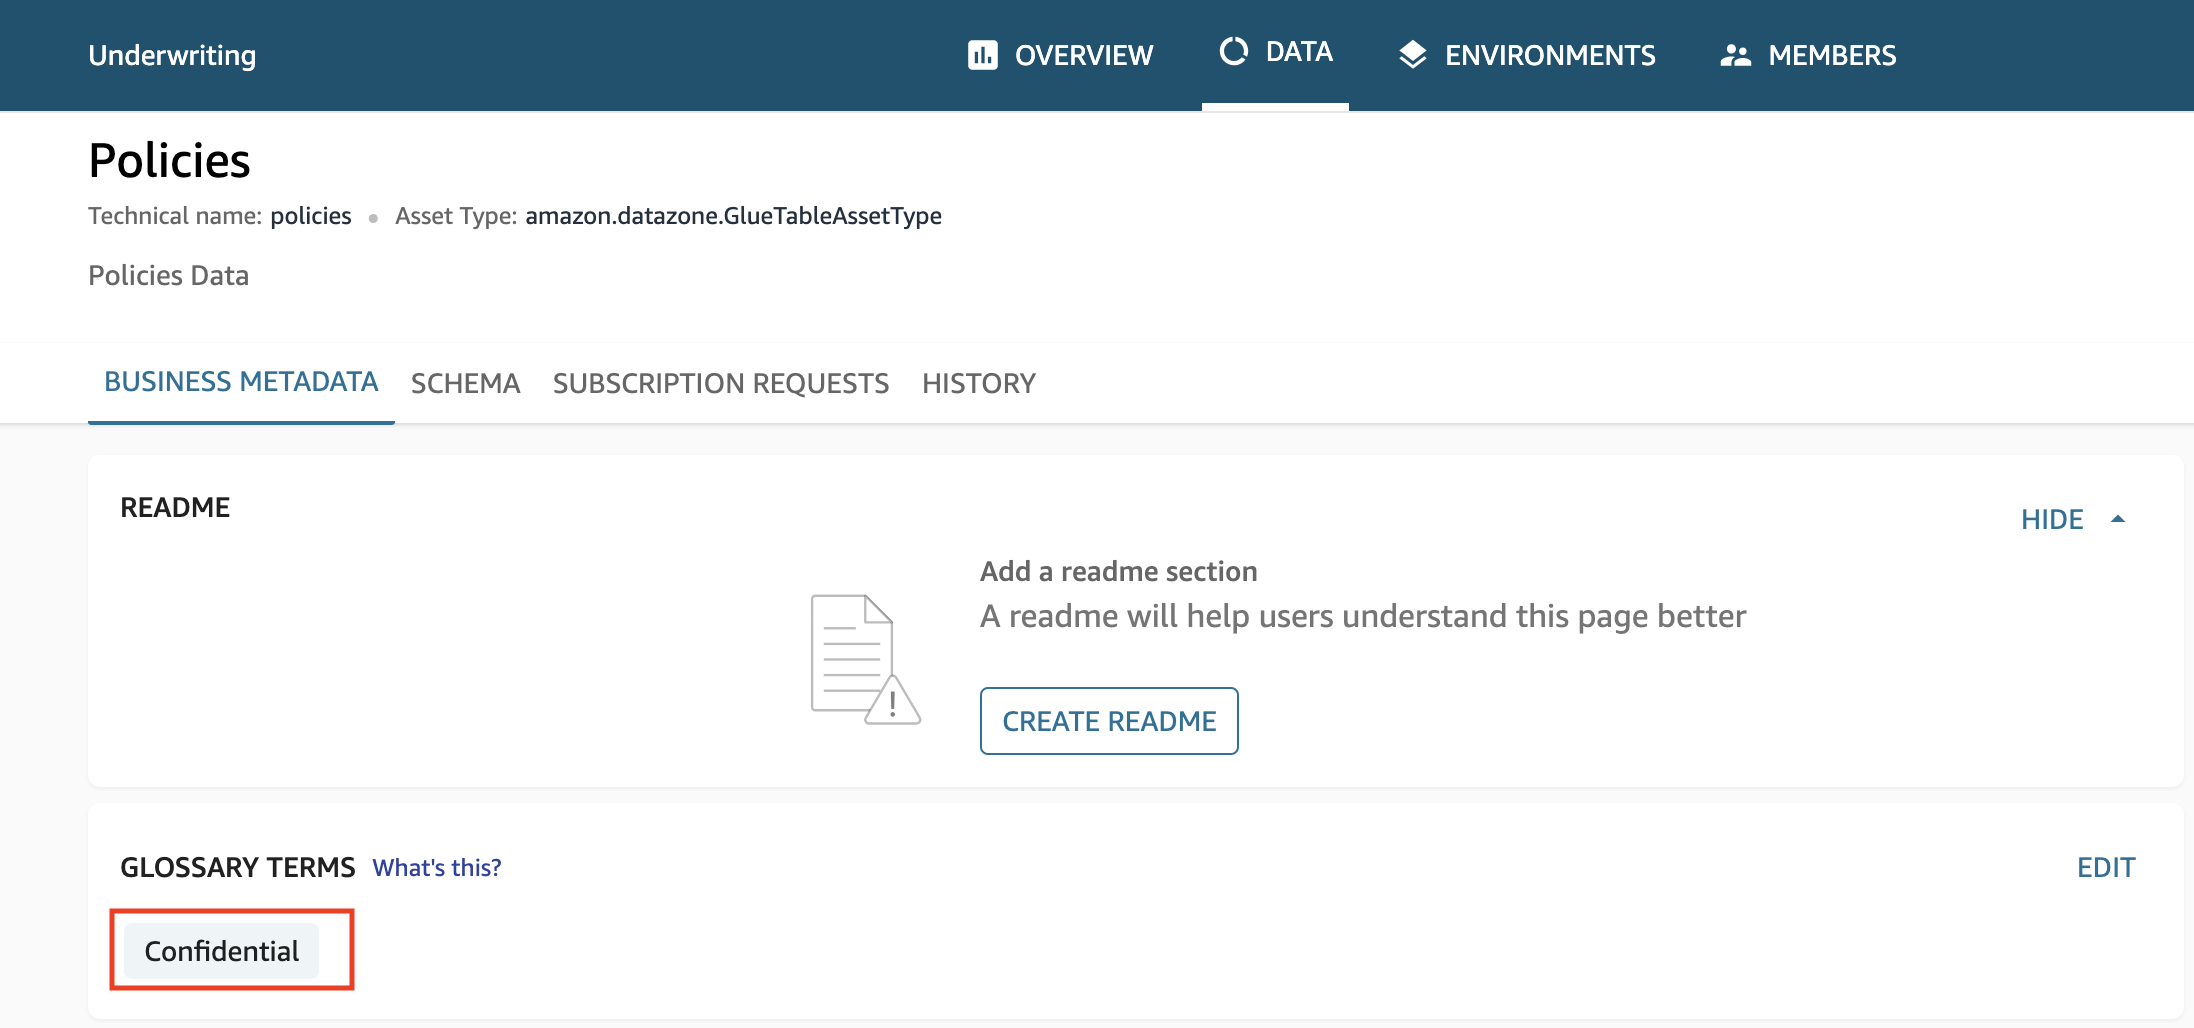 Underwriting OVERVIEW DATA ENVIRONMENTS MEMBERS
Policies
Technical name: policies • Asset Type: amazon.datazone.GlueTableAssetType
Policies Data
BUSINESS METADATA SCHEMA SUBSCRIPTION REQUESTS HISTORY
README
HIDE
Add a readme section
A readme will help users understand this page better
CREATE README
GLOSSARY TERMS What's this? EDIT
Confidential